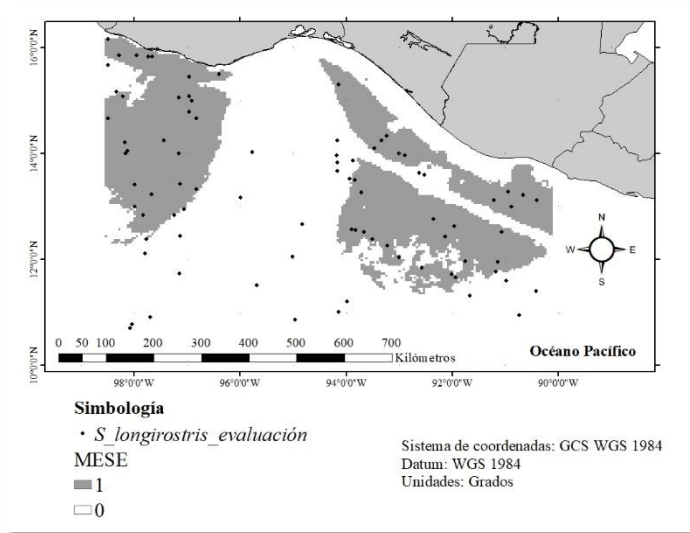 16°0'0"N
14°0'0"N
12°0'0"N
10°0'0"N
N
W E
S
0 50 100 200 300 400 500 600 700
Kilómetros
Océano Pacífico
98°0'0"W 96°0'0"W 94°0'0"W 92°0'0"W 90°0'0"W
Simbología
S_longirostris_evaluación
MESE
1
0
Sistema de coordenadas: GCS WGS 1984
Datum: WGS 1984
Unidades: Grados